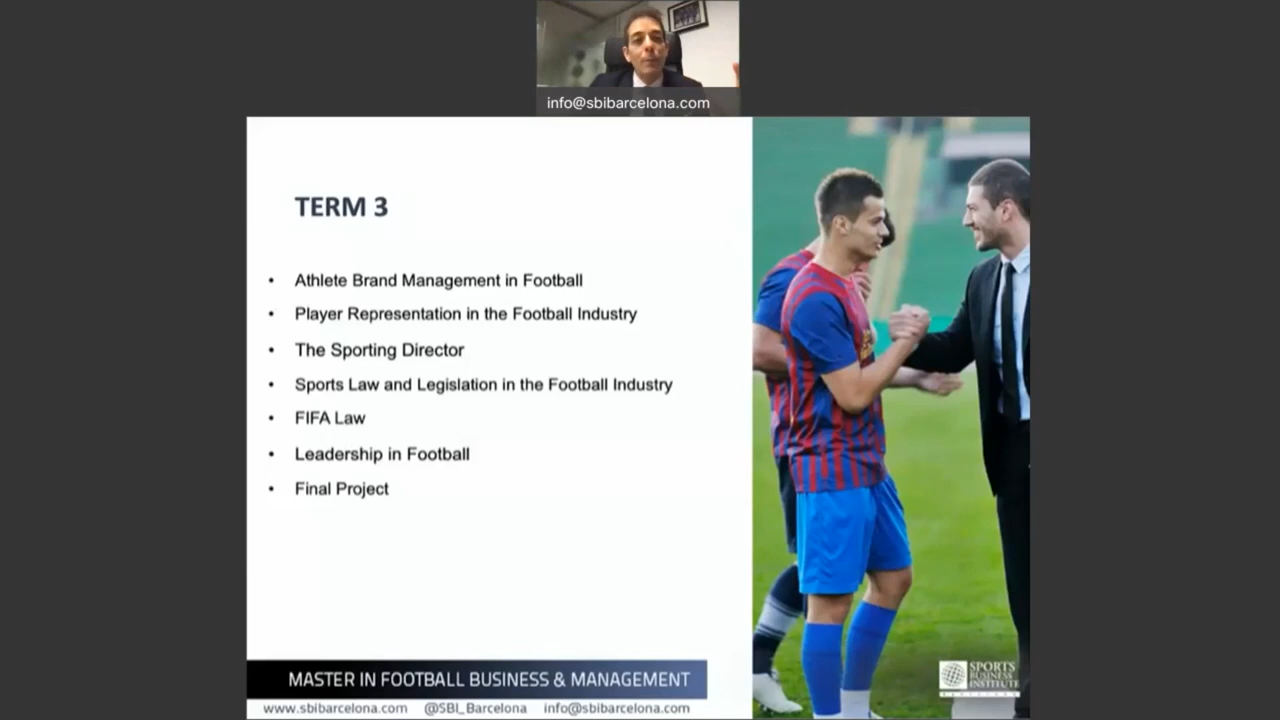 info@sbibarcelona.com
TERM 3
• Athlete Brand Management in Football
• Player Representation in the Football Industry
• The Sporting Director
• Sports Law and Legislation in the Football Industry
• FIFA Law
• Leadership in Football
• Final Project
MASTER IN FOOTBALL BUSINESS & MANAGEMENT
www.sbibarcelona.com @SBI_Barcelona info@sbibarcelona.com
SPORTS
BUSINESS
INSTITUTE